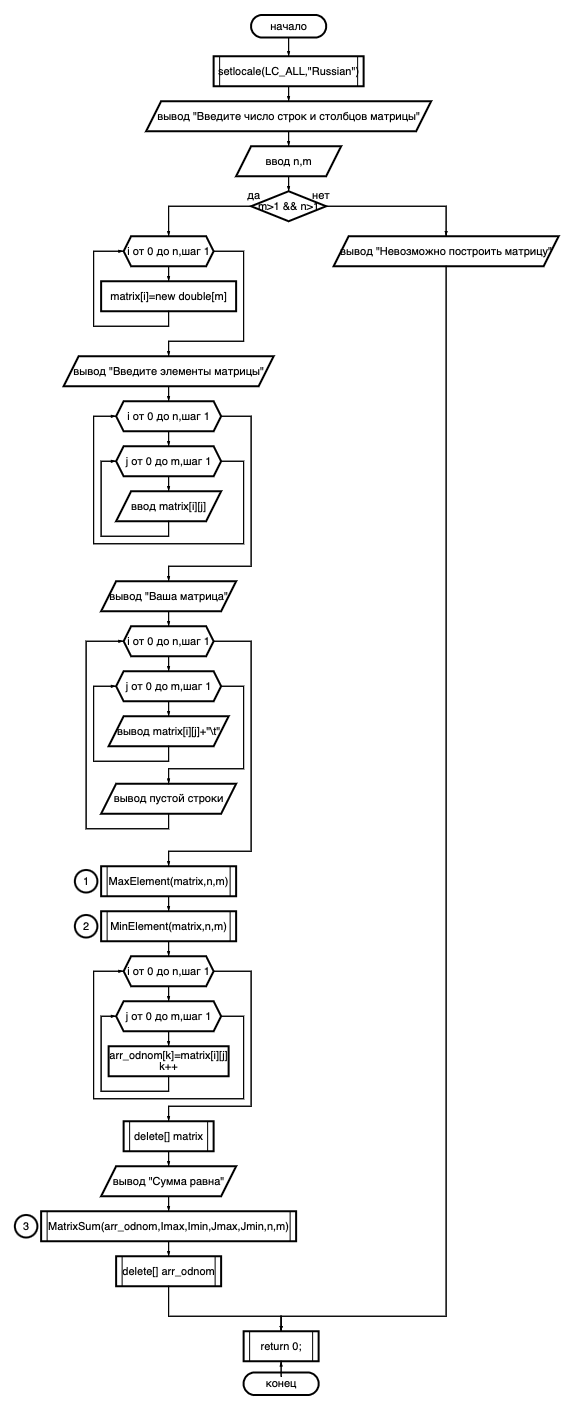 начало
setlocale(LC_ALL,"Russian")
вывод "Введите число строк и столбцов матрицы"
ввод n,m
да
нет
m>1 && n>1
i от 0 до n,шаг 1
вывод "Невозможно построить матрицу"
matrix[i]=new double[m]
вывод "Введите элементы матрицы"
i от 0 до n,шаг 1
j от 0 до m,шаг 1
ввод matrix[i][j]
вывод "Ваша матрица"
i от 0 до n,шаг 1
j от 0 до m,шаг 1
вывод matrix[i][j]+"\t"
вывод пустой строки
1
MaxElement(matrix,n,m)
2
MinElement(matrix,n,m)
i от 0 до n,шаг 1
j от 0 до m,шаг 1
arr_odnom[k]=matrix[i][j]
k++
delete[] matrix
вывод "Сумма равна"
3
MatrixSum(arr_odnom,Imax,Imin,Jmax,Jmin,n,m)
delete[] arr_odnom
return 0;
конец